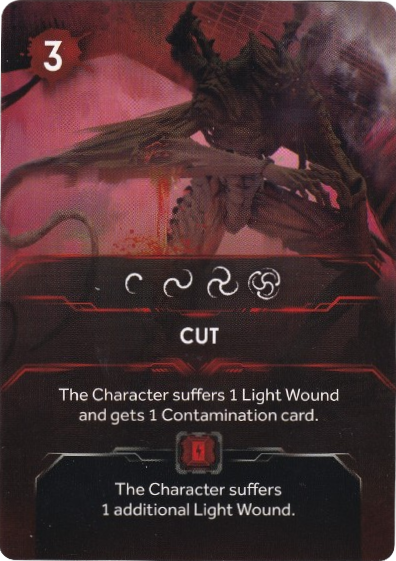 3
CUT
The Character suffers 1 Light Wound
and gets 1 Contamination card.
The Character suffers
1 additional Light Wound.